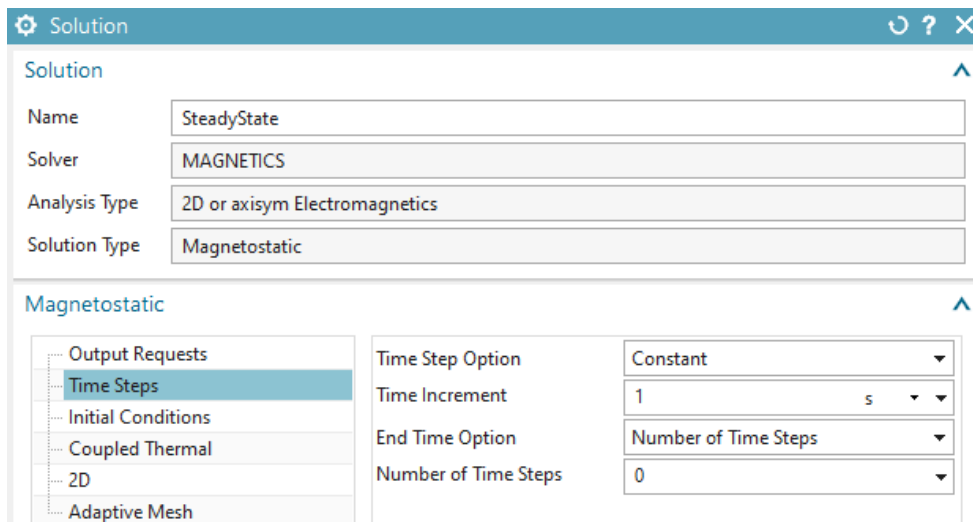 Solution
?
Solution
Name SteadyState
Solver MAGNETICS
Analysis Type 2D or axisym Electromagnetics
Solution Type Magnetostatic
Magnetostatic
Output Requests
Time Steps
Initial Conditions
Coupled Thermal
2D
Adaptive Mesh
Time Step Option Constant
Time Increment 1 s
End Time Option Number of Time Steps
Number of Time Steps 0